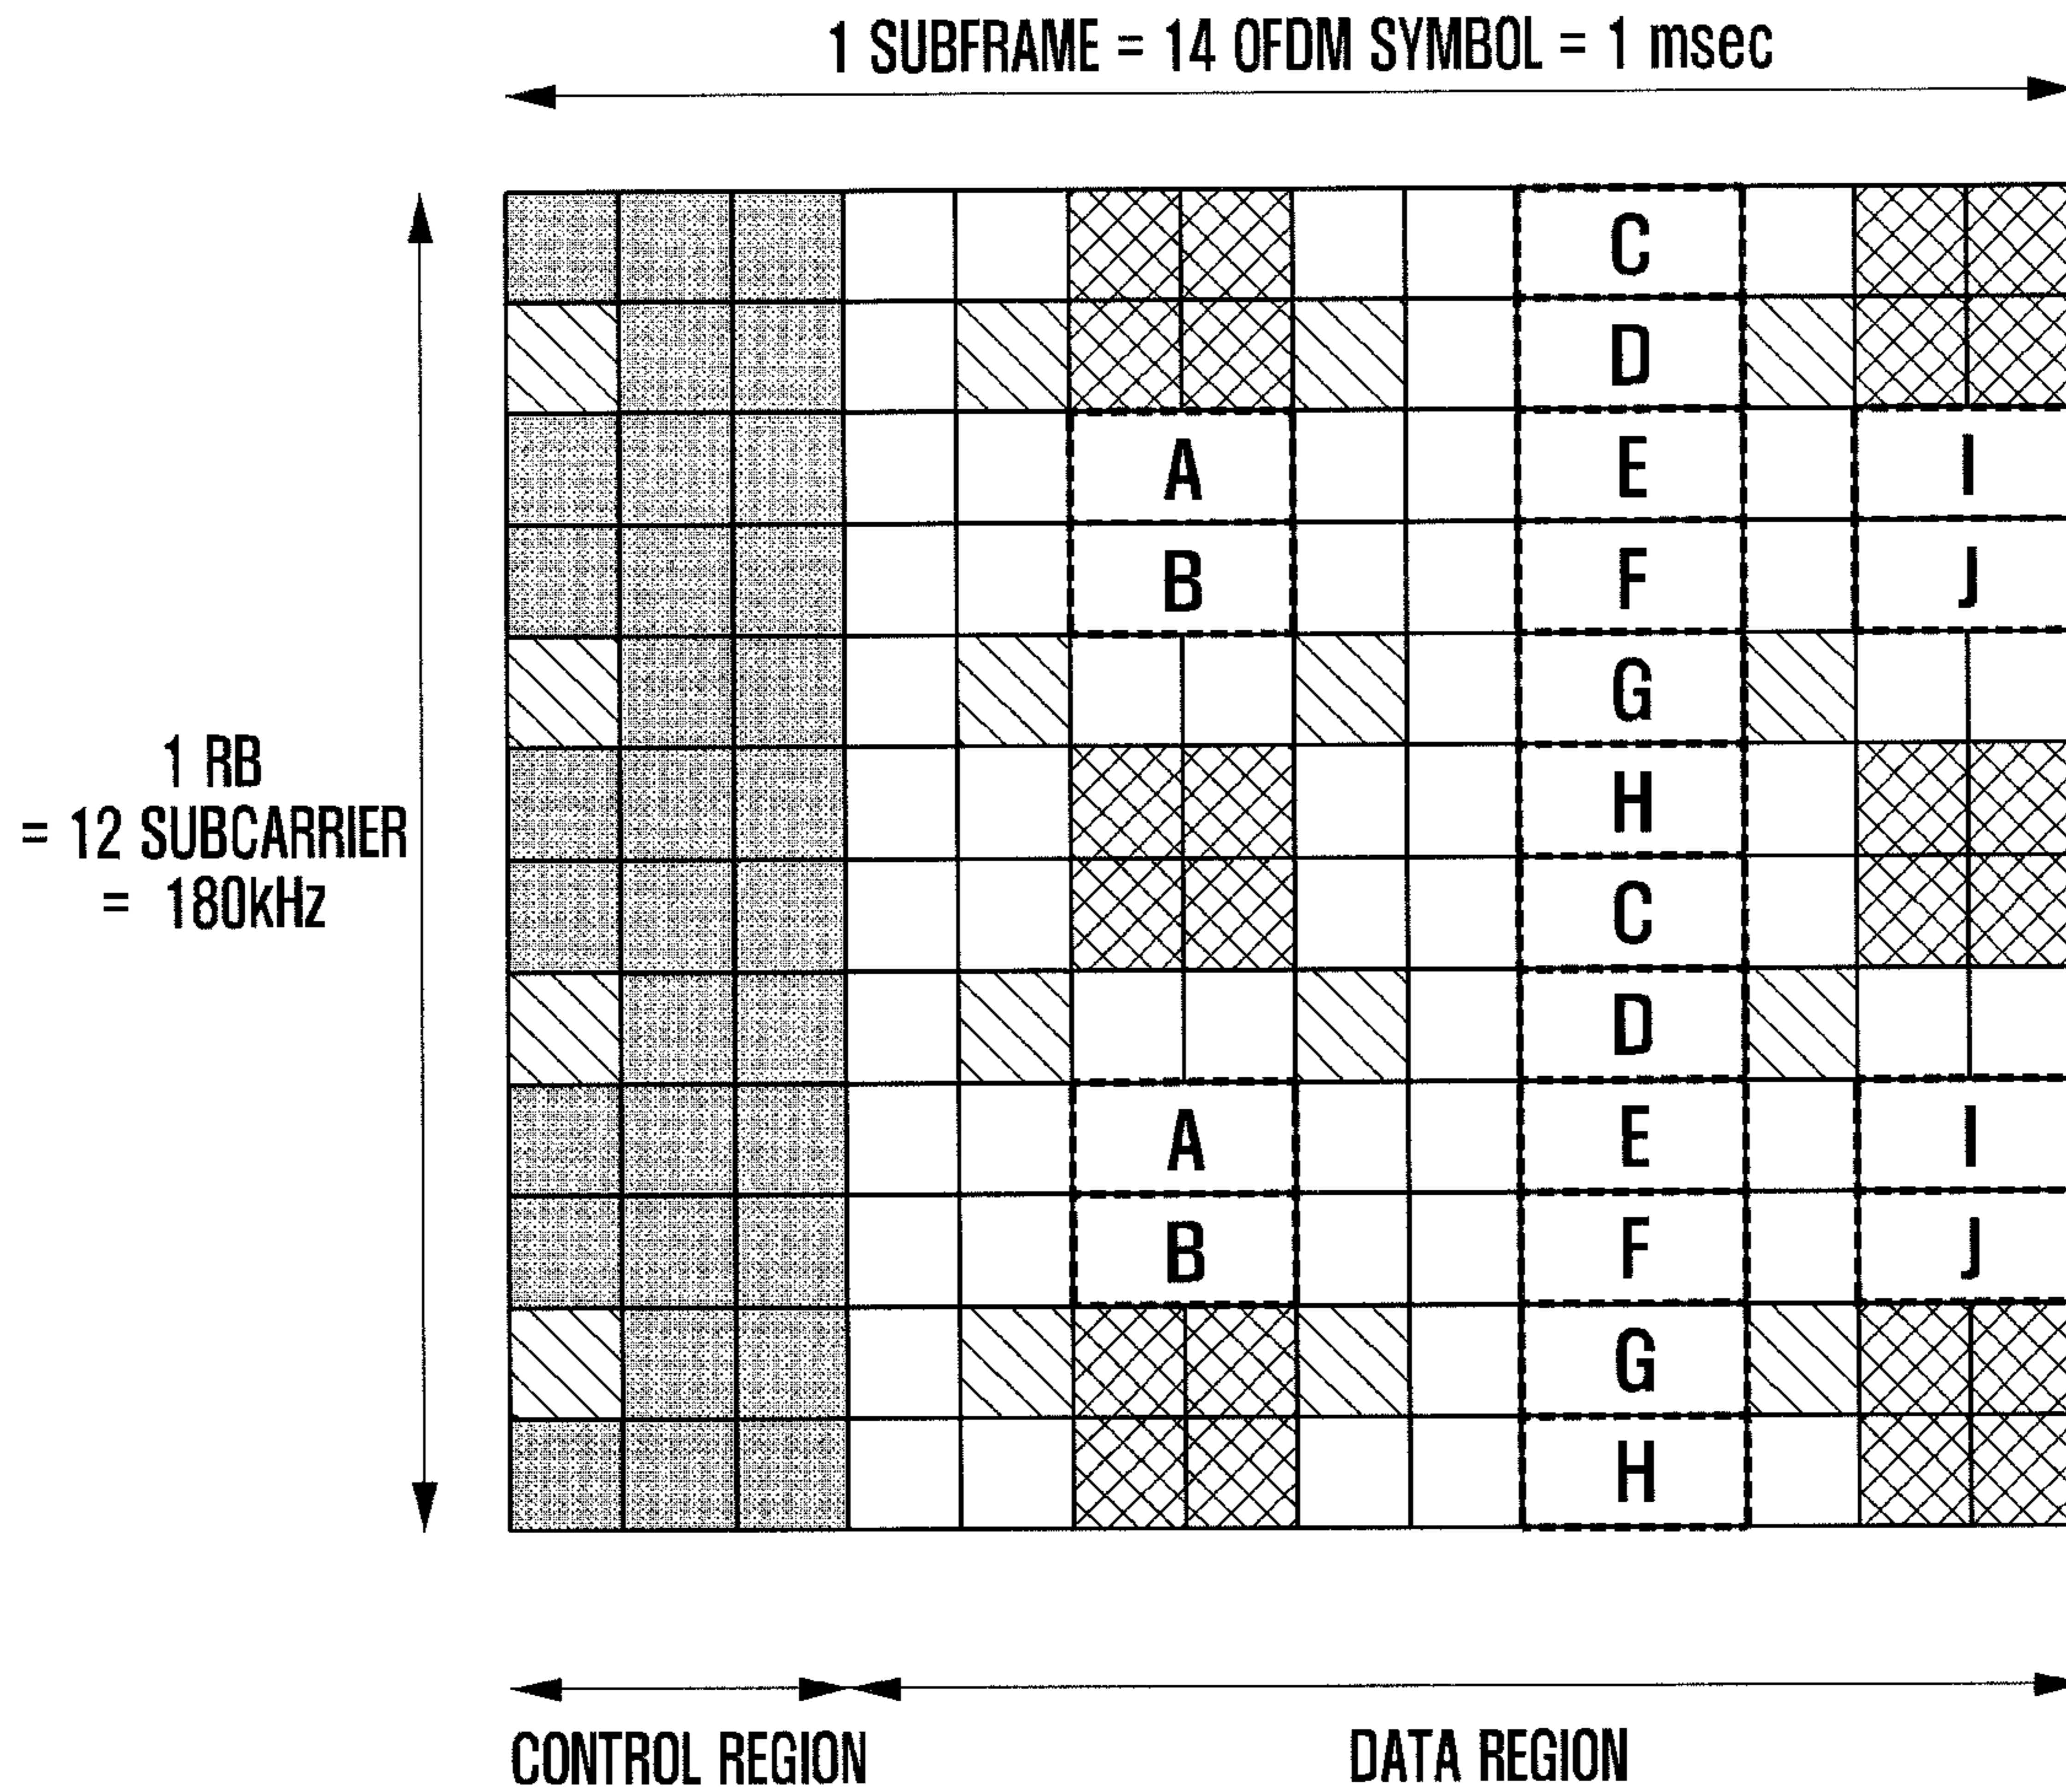 1 SUBFRAME = 14 OFDM SYMBOL = 1 msec
C
D
A E I
B F J
G
1 RB
= 12 SUBCARRIER
= 180kHz
H
C
D
A E I
B F J
G
H
CONTROL REGION DATA REGION